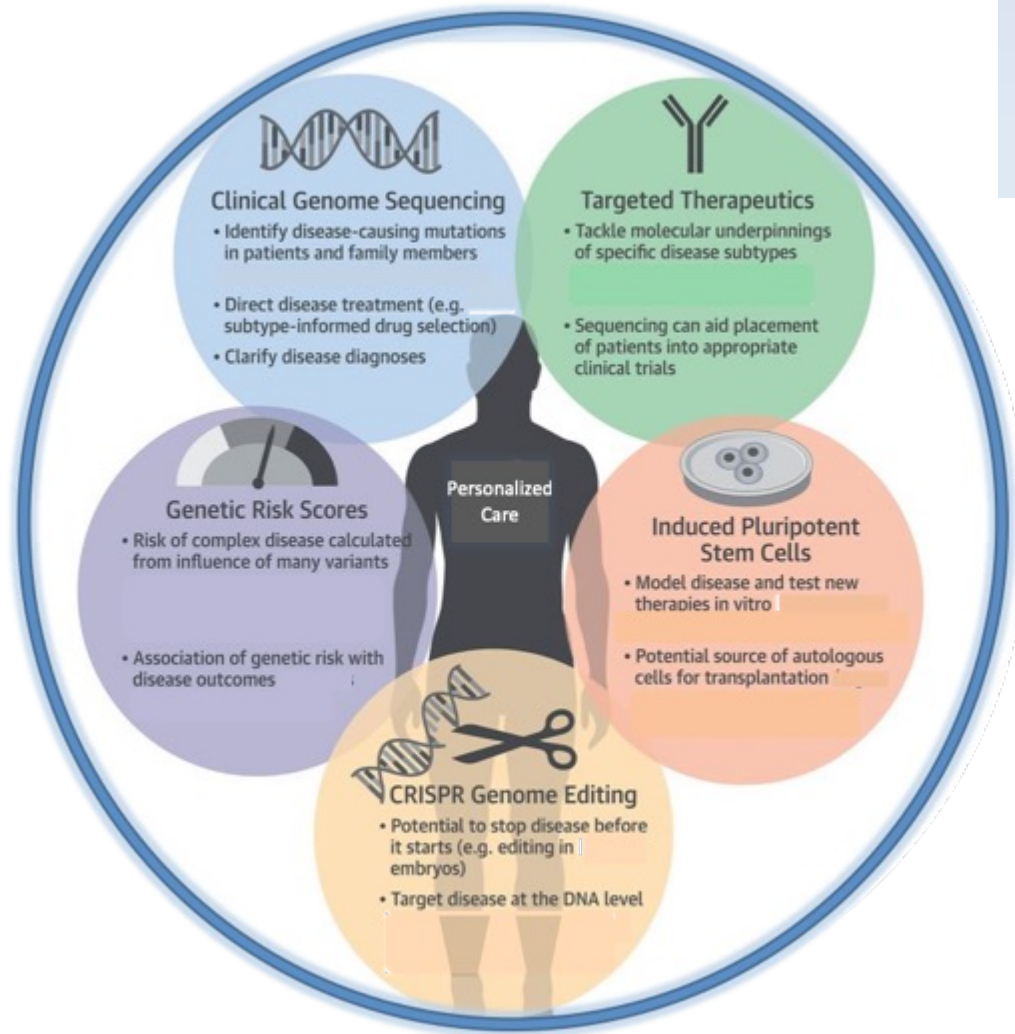 Clinical Genome Sequencing
• Identify disease-causing mutations
in patients and family members
• Direct disease treatment (e.g.
subtype-informed drug selection)
• Clarify disease diagnoses
Targeted Therapeutics
• Tackle molecular underpinnings
of specific disease subtypes
• Sequencing can aid placement
of patients into appropriate
clinical trials
Genetic Risk Scores
• Risk of complex disease calculated
from influence of many variants
• Association of genetic risk with
disease outcomes
Personalized
Care
Induced Pluripotent
Stem Cells
• Model disease and test new
therapies in vitro
• Potential source of autologous
cells for transplantation
CRISPR Genome Editing
• Potential to stop disease before
it starts (e.g. editing in
embryos)
• Target disease at the DNA level